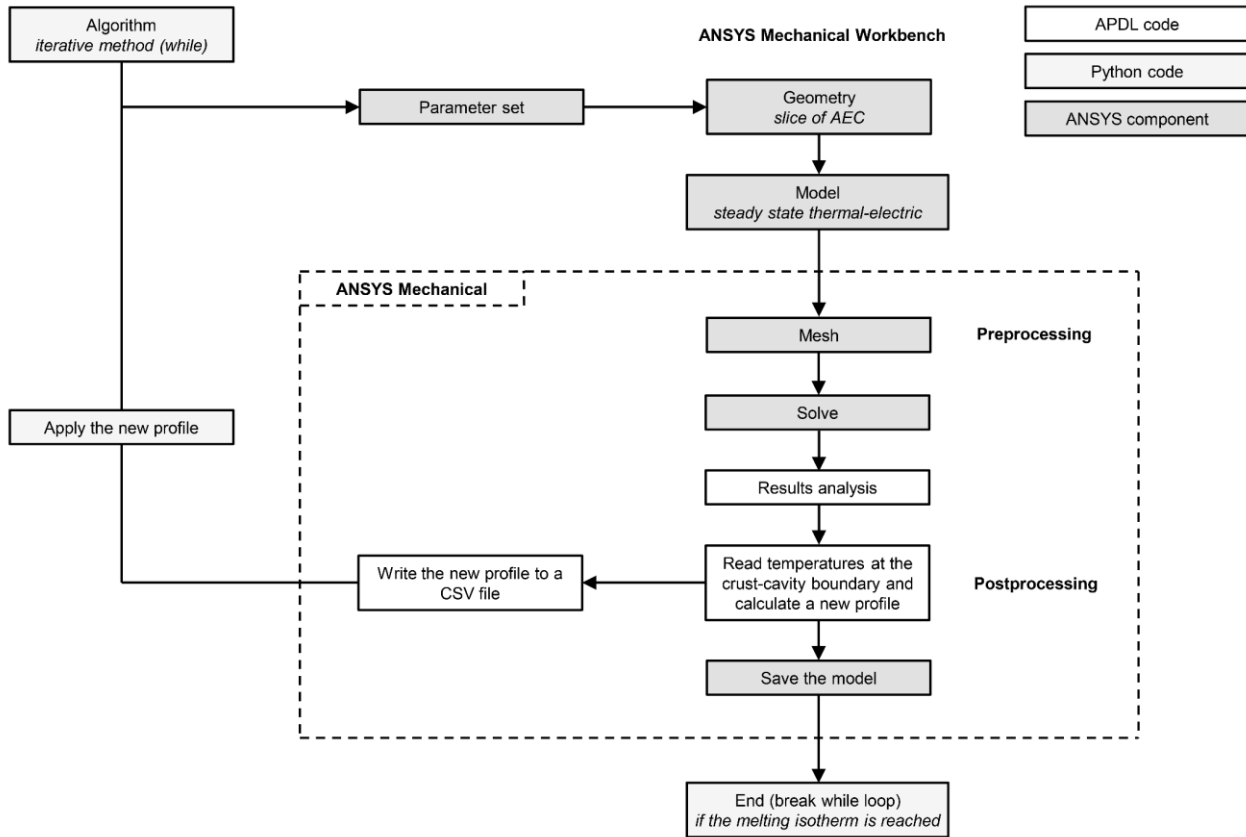 Algorithm
iterative method (while)
ANSYS Mechanical Workbench
APDL code
Python code
ANSYS component
Parameter set
Geometry
slice of AEC
Model
steady state thermal-electric
ANSYS Mechanical
Mesh
Preprocessing
Solve
Apply the new profile
Results analysis
Write the new profile to a
CSV file
Read temperatures at the
crust-cavity boundary and
calculate a new profile
Postprocessing
Save the model
End (break while loop)
if the melting isotherm is reached